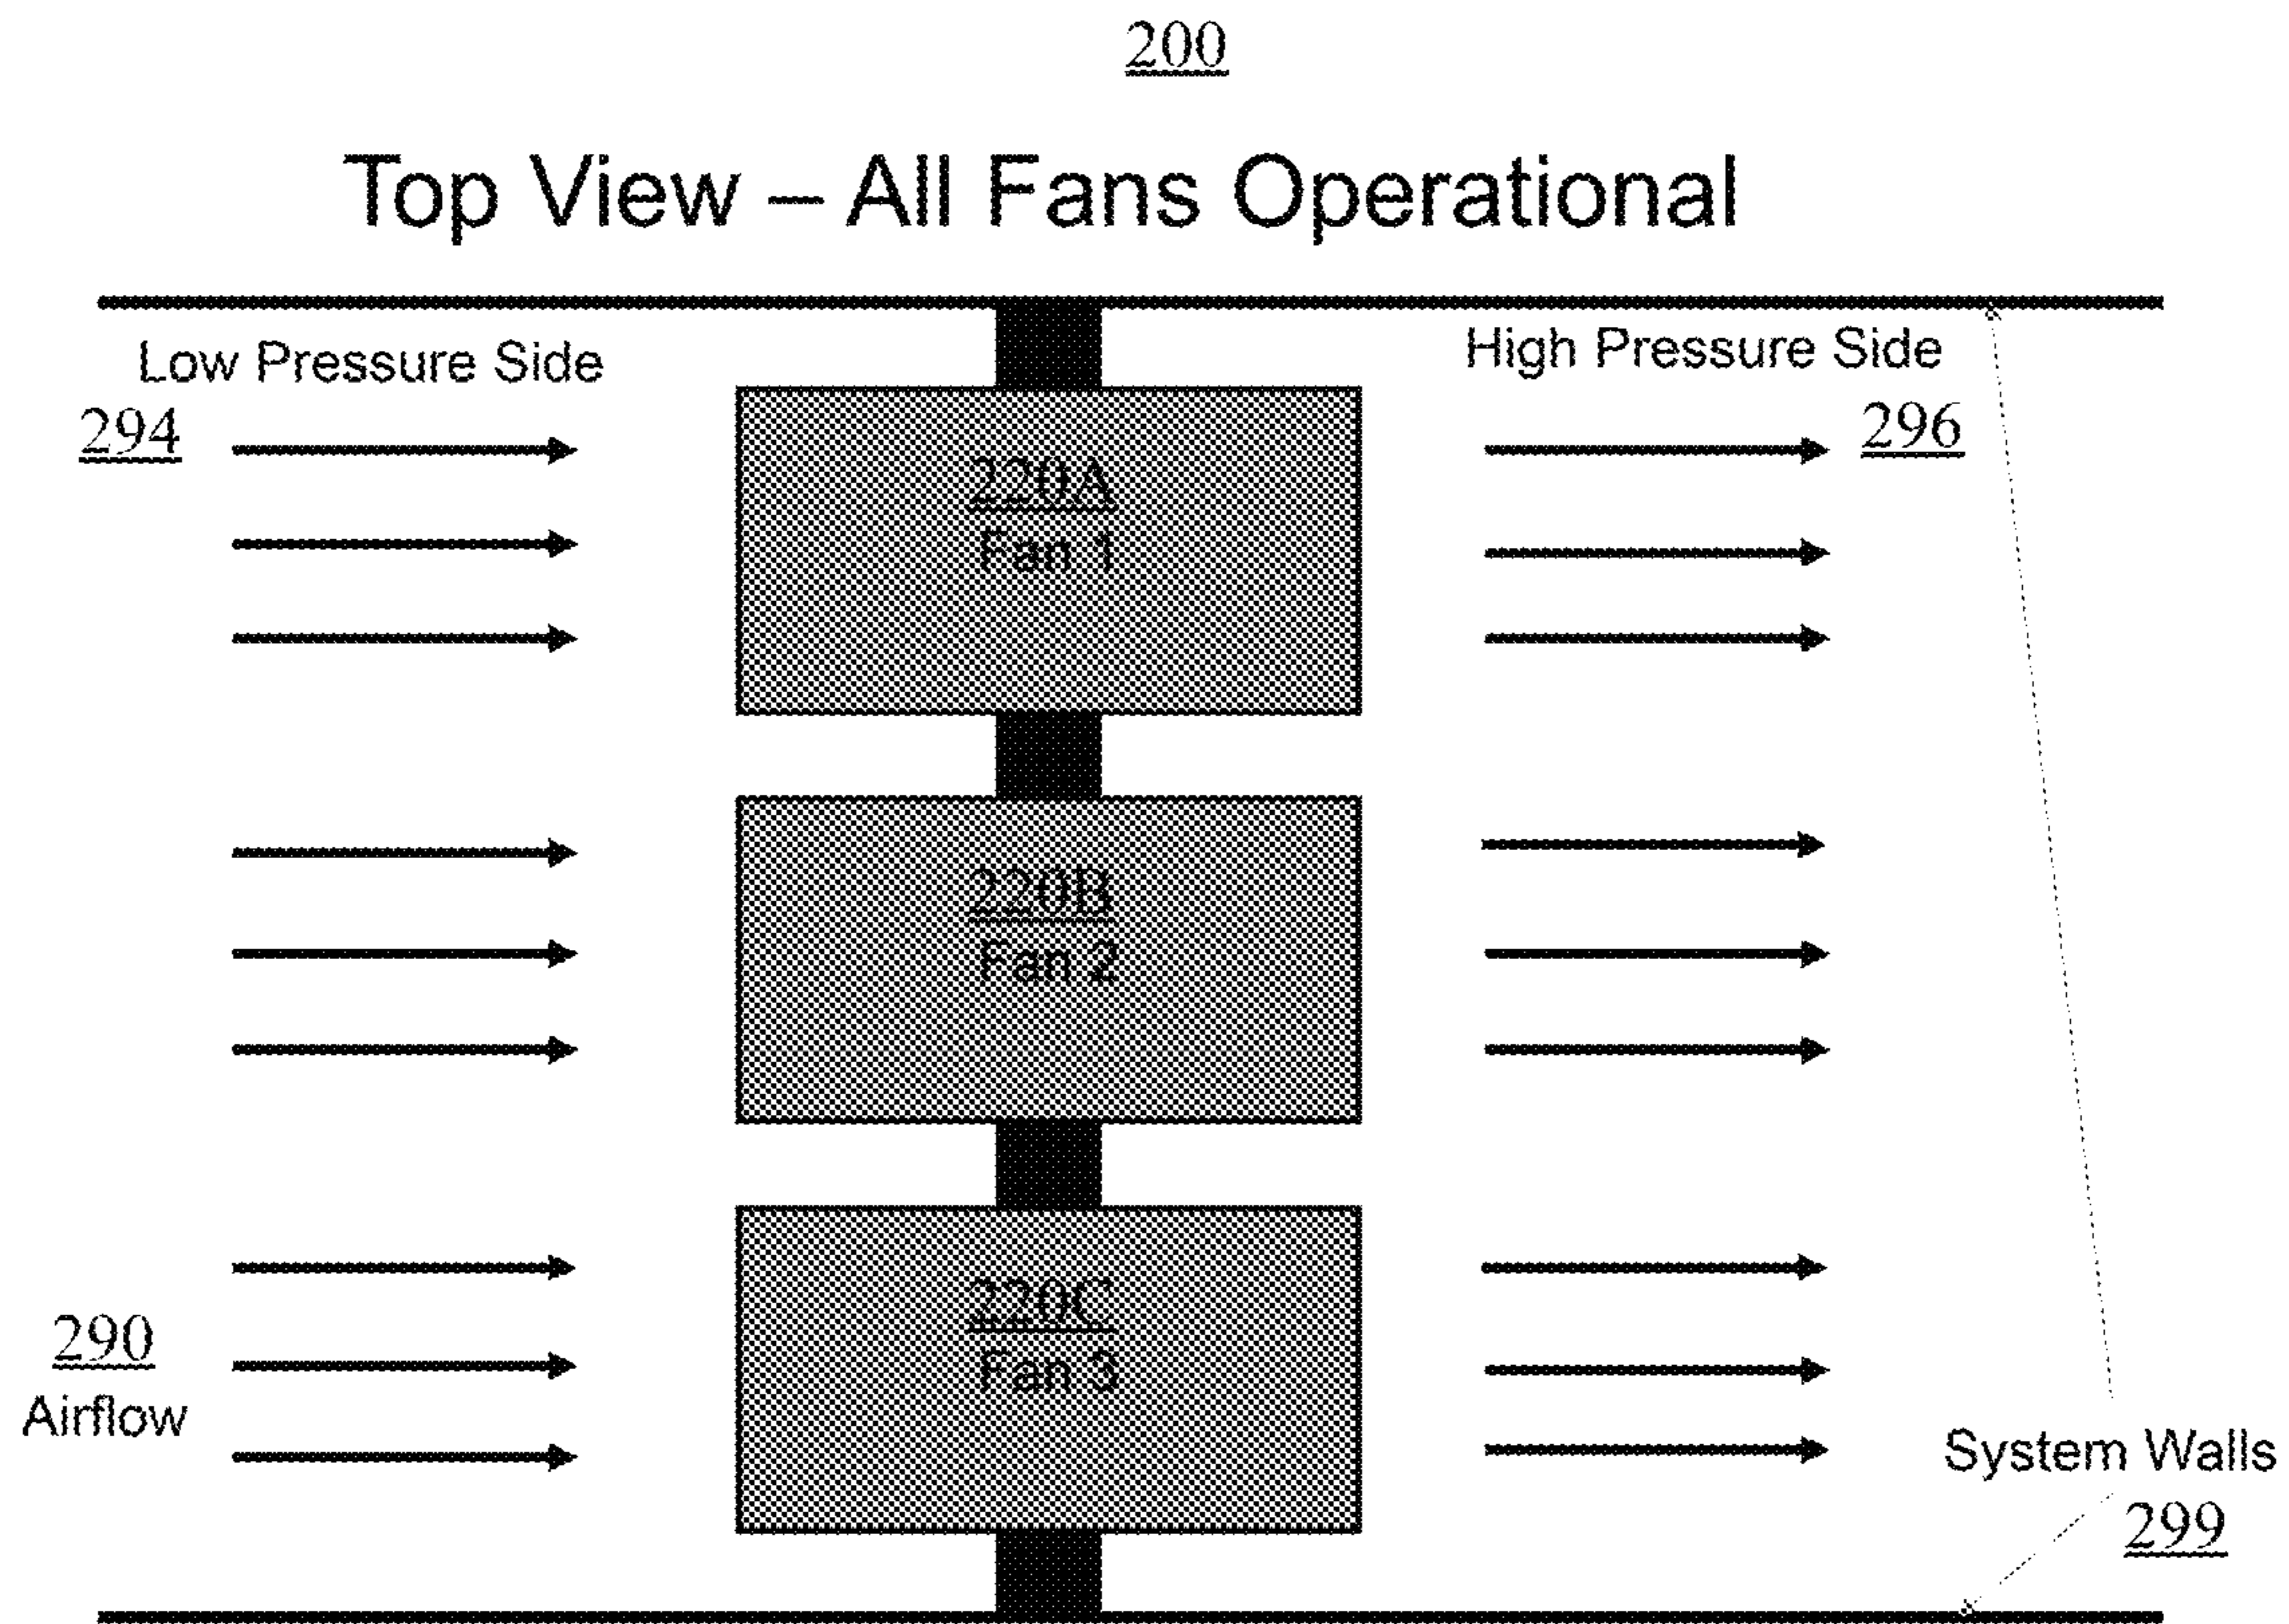 200
Top View – All Fans Operational
Low Pressure Side
294
High Pressure Side
296
220A
Fan 1
220B
Fan 2
220C
Fan 3
290
Airflow
System Walls
299